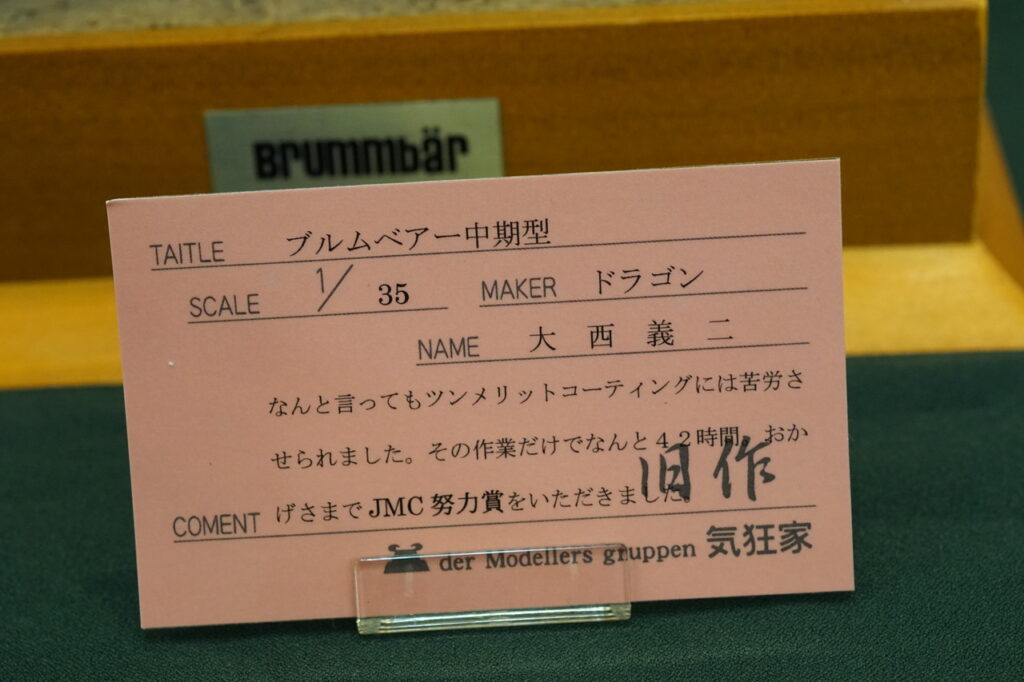 Brummbär
TAITLE ブルムベアー中期型
SCALE 1/35 MAKER ドラゴン
NAME 大西義二
なんと言ってもツンメリットコーティングには苦労さ
せられました。その作業だけでなんと４２時間。おか
COMENT げさまで JMC 努力賞をいただきました。
旧作
der Modellers gruppen 気狂家